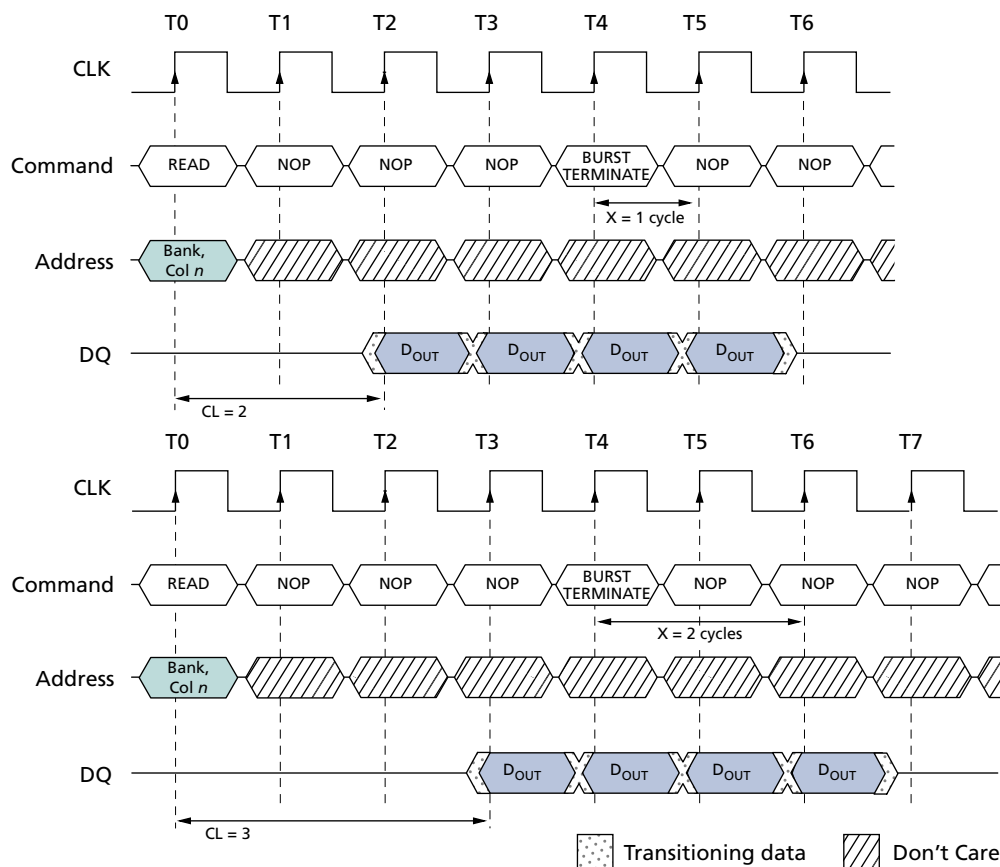 T0 T1 T2 T3 T4 T5 T6
CLK
Command READ NOP NOP NOP BURST TERMINATE NOP NOP
X = 1 cycle
Address Bank, Col n
DQ DOUT DOUT DOUT DOUT
CL = 2
T0 T1 T2 T3 T4 T5 T6 T7
CLK
Command READ NOP NOP NOP BURST TERMINATE NOP NOP NOP
X = 2 cycles
Address Bank, Col n
DQ DOUT DOUT DOUT DOUT
CL = 3
Transitioning data Don't Care